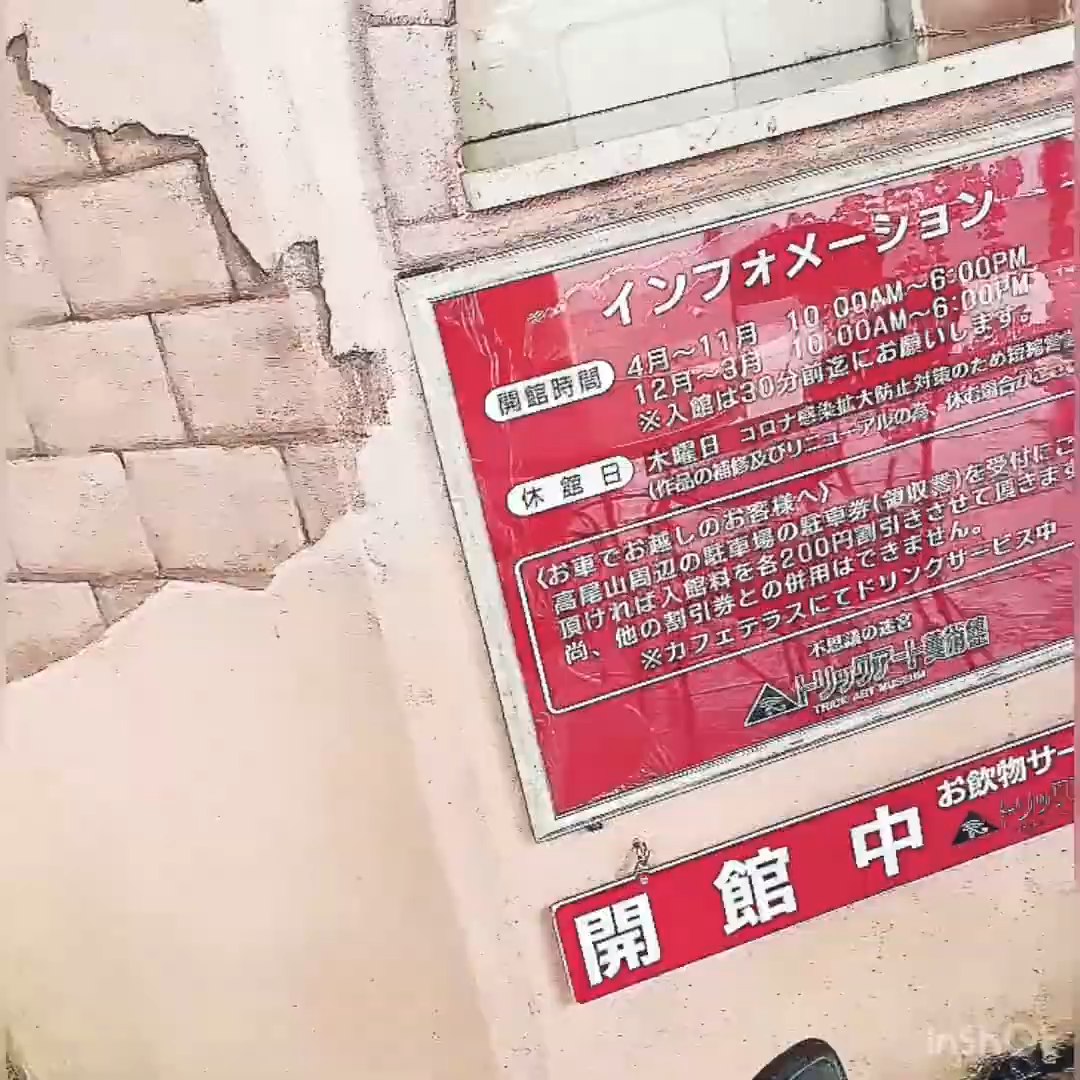 インフォメーション
開館時間
4月～11月 10:00AM～6:00PM
12月～3月 10:00AM～6:00PM
※入館は30分前迄にお願いします。
休館日
木曜日 コロナ感染拡大防止対策のため短縮営
(作品の補修及びリニューアルの為、休む場合がござ
〈お車でお越しのお客様へ〉
高尾山周辺の駐車場の駐車券(領収書)を受付にご
頂ければ入館料を各200円割引きさせて頂きます
尚、他の割引券との併用はできません。
※カフェテラスにてドリンクサービス中
不思議の迷宮
トリックアート美術館
TRICK ART MUSEUM
開館中
お飲物サー
トリック
InShOt